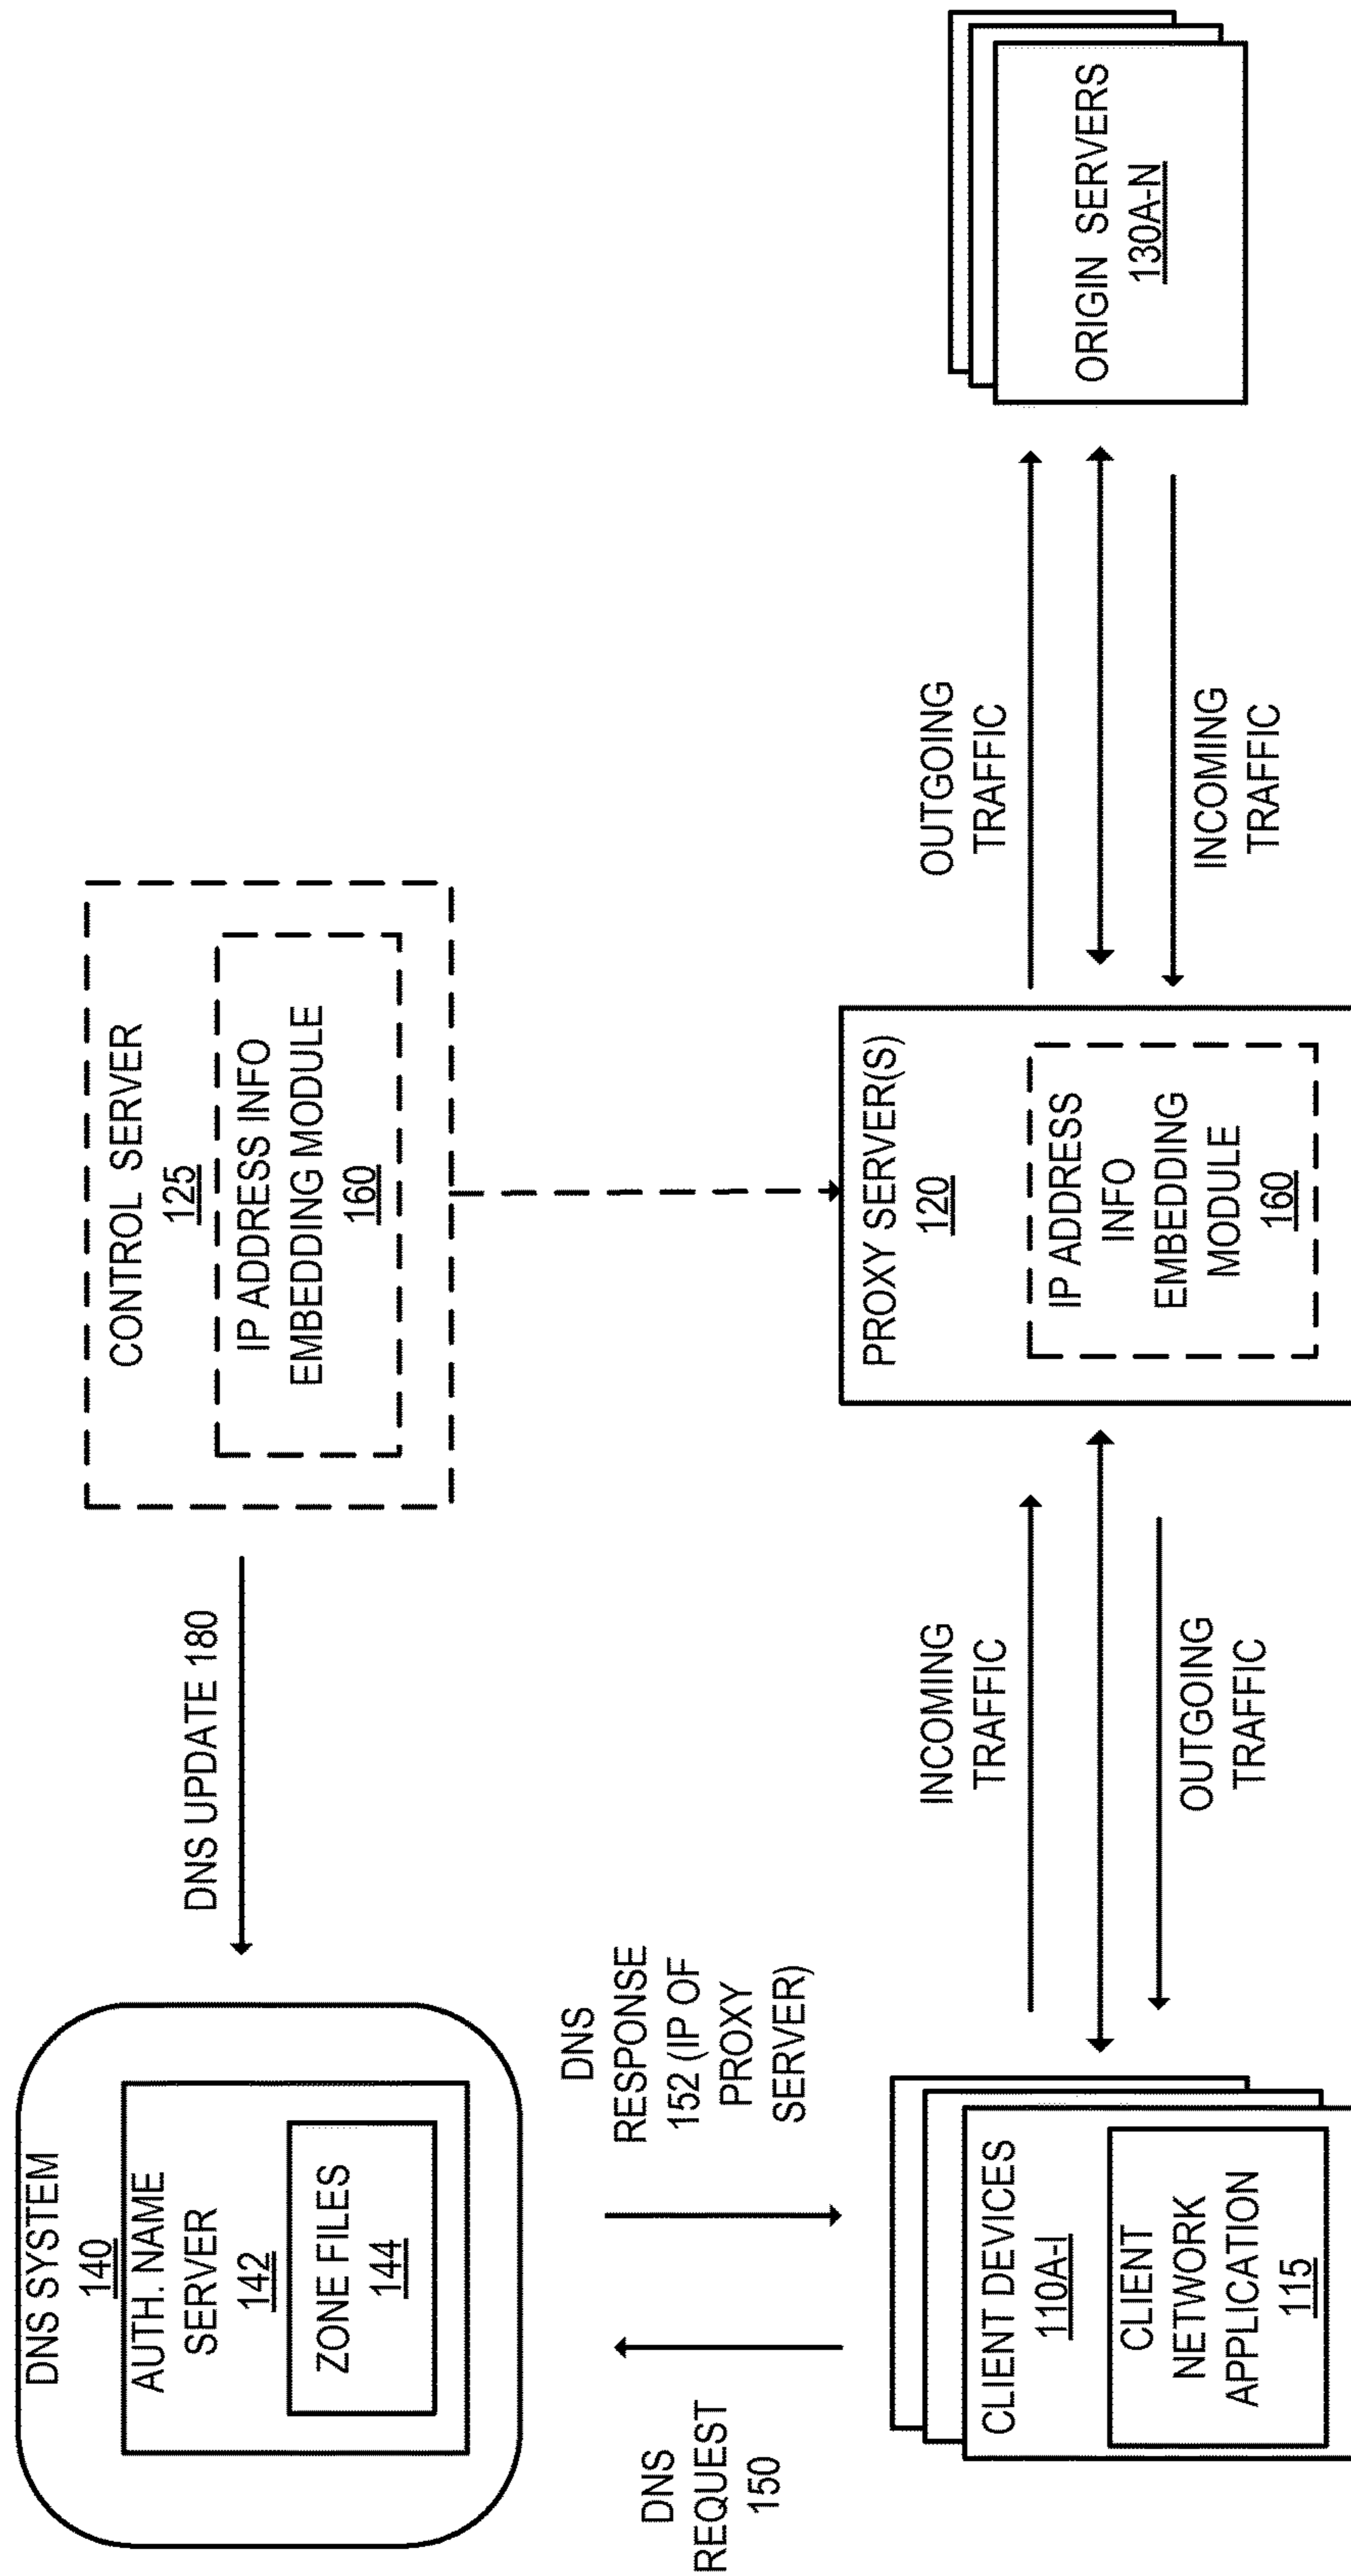 DNS SYSTEM
140
AUTH. NAME
SERVER
142
ZONE FILES
144
DNS UPDATE 180
CONTROL SERVER
125
IP ADDRESS INFO
EMBEDDING MODULE
160
DNS
REQUEST
150
DNS
RESPONSE
152 (IP OF
PROXY
SERVER)
CLIENT DEVICES
110A-I
CLIENT
NETWORK
APPLICATION
115
INCOMING
TRAFFIC
OUTGOING
TRAFFIC
PROXY SERVER(S)
120
IP ADDRESS
INFO
EMBEDDING
MODULE
160
OUTGOING
TRAFFIC
INCOMING
TRAFFIC
ORIGIN SERVERS
130A-N